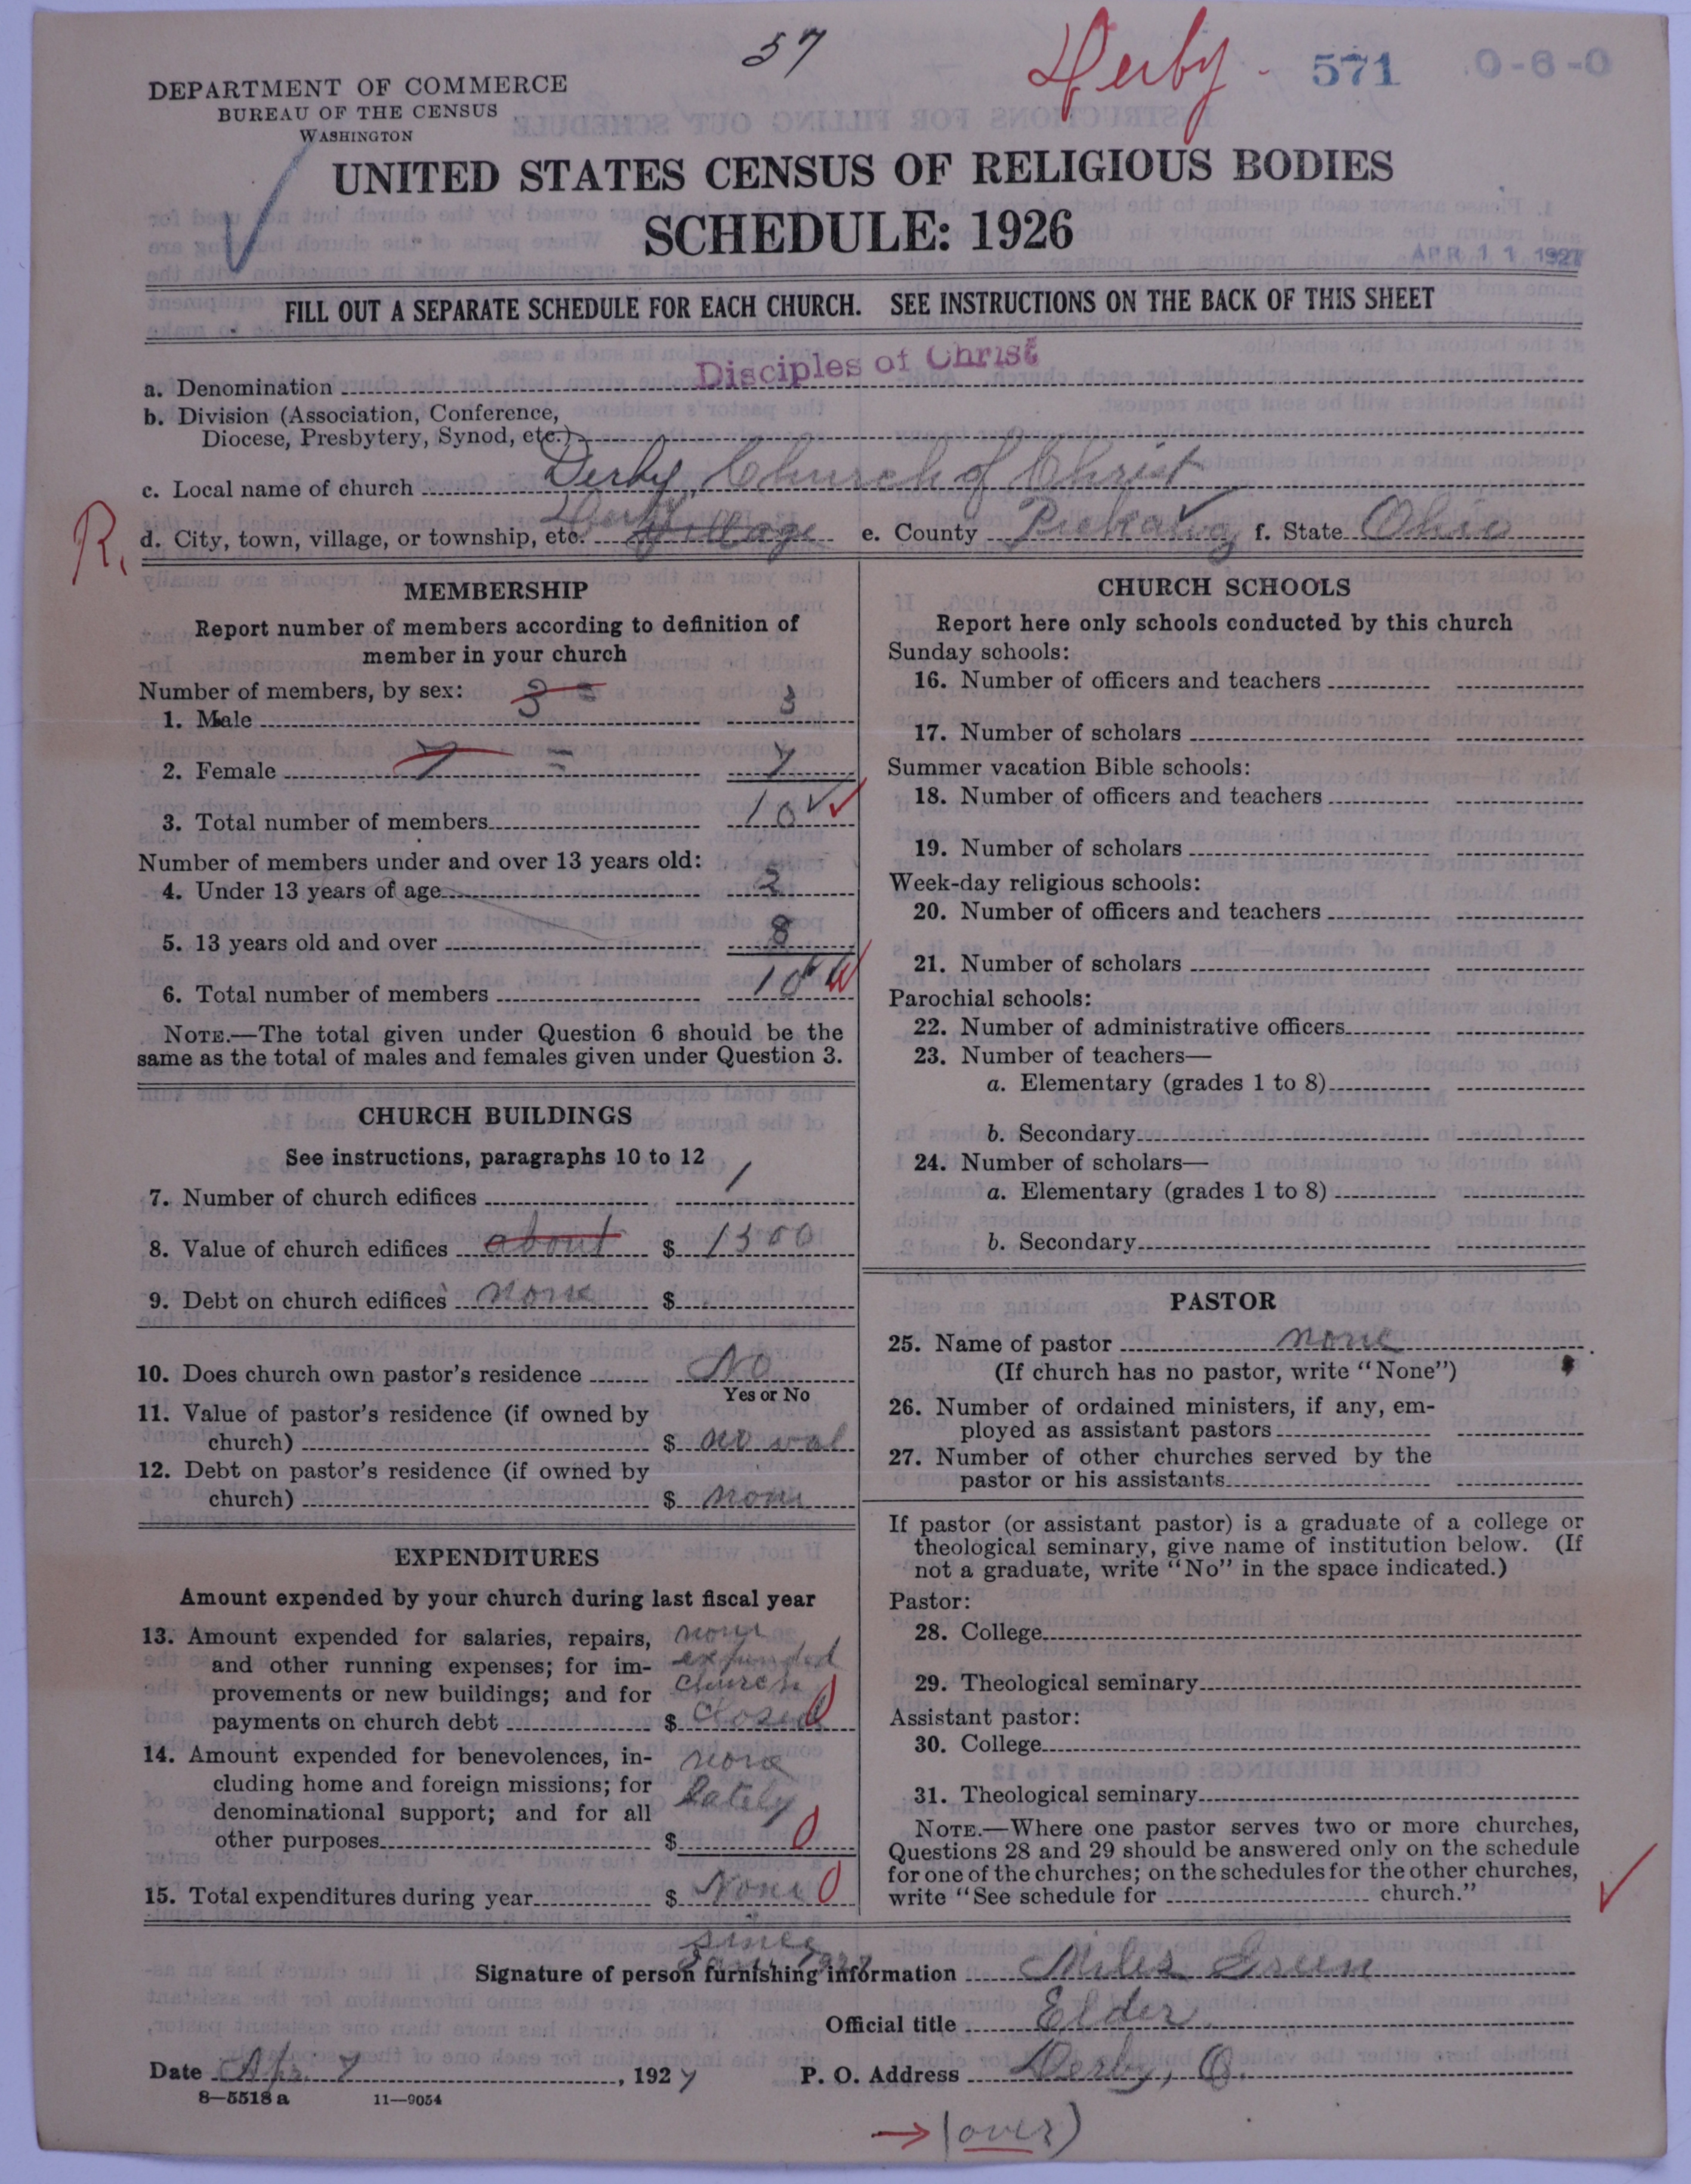 57
Derby. 571 0-6-0
DEPARTMENT OF COMMERCE
BUREAU OF THE CENSUS
WASHINGTON
UNITED STATES CENSUS OF RELIGIOUS BODIES
SCHEDULE: 1926
APR 11 1927
FILL OUT A SEPARATE SCHEDULE FOR EACH CHURCH. SEE INSTRUCTIONS ON THE BACK OF THIS SHEET
a. Denomination Disciples of Christ
b. Division (Association, Conference,
Diocese, Presbytery, Synod, etc.)
c. Local name of church Derby Church of Christ
R. d. City, town, village, or township, etc. Derby Village e. County Pickaway f. State Ohio
MEMBERSHIP
Report number of members according to definition of
member in your church
Number of members, by sex:
1. Male 3 = 3
2. Female 7 = 7
3. Total number of members 10
Number of members under and over 13 years old:
4. Under 13 years of age 2
5. 13 years old and over 8
6. Total number of members 10
NOTE.—The total given under Question 6 should be the
same as the total of males and females given under Question 3.
CHURCH BUILDINGS
See instructions, paragraphs 10 to 12
7. Number of church edifices 1
8. Value of church edifices about $ 1500
9. Debt on church edifices none $
10. Does church own pastor's residence No
Yes or No
11. Value of pastor's residence (if owned by
church) $ no val
12. Debt on pastor's residence (if owned by
church) $ none
EXPENDITURES
Amount expended by your church during last fiscal year
13. Amount expended for salaries, repairs, none
and other running expenses; for im- expended
provements or new buildings; and for church
payments on church debt $ closed 0
14. Amount expended for benevolences, in- none
cluding home and foreign missions; for Lately
denominational support; and for all
other purposes $ 0
15. Total expenditures during year $ None 0
since
CHURCH SCHOOLS
Report here only schools conducted by this church
Sunday schools:
16. Number of officers and teachers
17. Number of scholars
Summer vacation Bible schools:
18. Number of officers and teachers
19. Number of scholars
Week-day religious schools:
20. Number of officers and teachers
21. Number of scholars
Parochial schools:
22. Number of administrative officers
23. Number of teachers—
a. Elementary (grades 1 to 8)
b. Secondary
24. Number of scholars—
a. Elementary (grades 1 to 8)
b. Secondary
PASTOR
25. Name of pastor none
(If church has no pastor, write "None")
26. Number of ordained ministers, if any, em-
ployed as assistant pastors
27. Number of other churches served by the
pastor or his assistants
If pastor (or assistant pastor) is a graduate of a college or
theological seminary, give name of institution below. (If
not a graduate, write "No" in the space indicated.)
Pastor:
28. College
29. Theological seminary
Assistant pastor:
30. College
31. Theological seminary
NOTE.—Where one pastor serves two or more churches,
Questions 28 and 29 should be answered only on the schedule
for one of the churches; on the schedules for the other churches,
write "See schedule for church."
Signature of person furnishing information Miles Green
Official title Elder
Date Apr. 7, 1927 P. O. Address Derby, O.
8—5518 a 11—9054
→ (over)